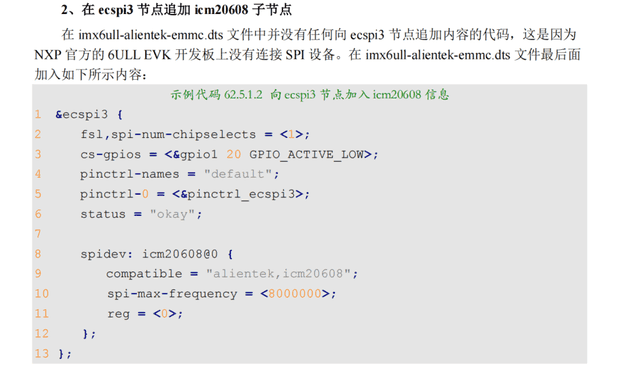 2、在 ecspi3 节点追加 icm20608 子节点
在 imx6ull-alientek-emmc.dts 文件中并没有任何向 ecspi3 节点追加内容的代码，这是因为
NXP 官方的 6ULL EVK 开发板上没有连接 SPI 设备。在 imx6ull-alientek-emmc.dts 文件最后面
加入如下所示内容：
示例代码 62.5.1.2 向 ecspi3 节点加入 icm20608 信息
1 &ecspi3 {
2 fsl,spi-num-chipselects = <1>;
3 cs-gpios = <&gpio1 20 GPIO_ACTIVE_LOW>;
4 pinctrl-names = "default";
5 pinctrl-0 = <&pinctrl_ecspi3>;
6 status = "okay";
7
8 spidev: icm20608@0 {
9 compatible = "alientek,icm20608";
10 spi-max-frequency = <8000000>;
11 reg = <0>;
12 };
13 };